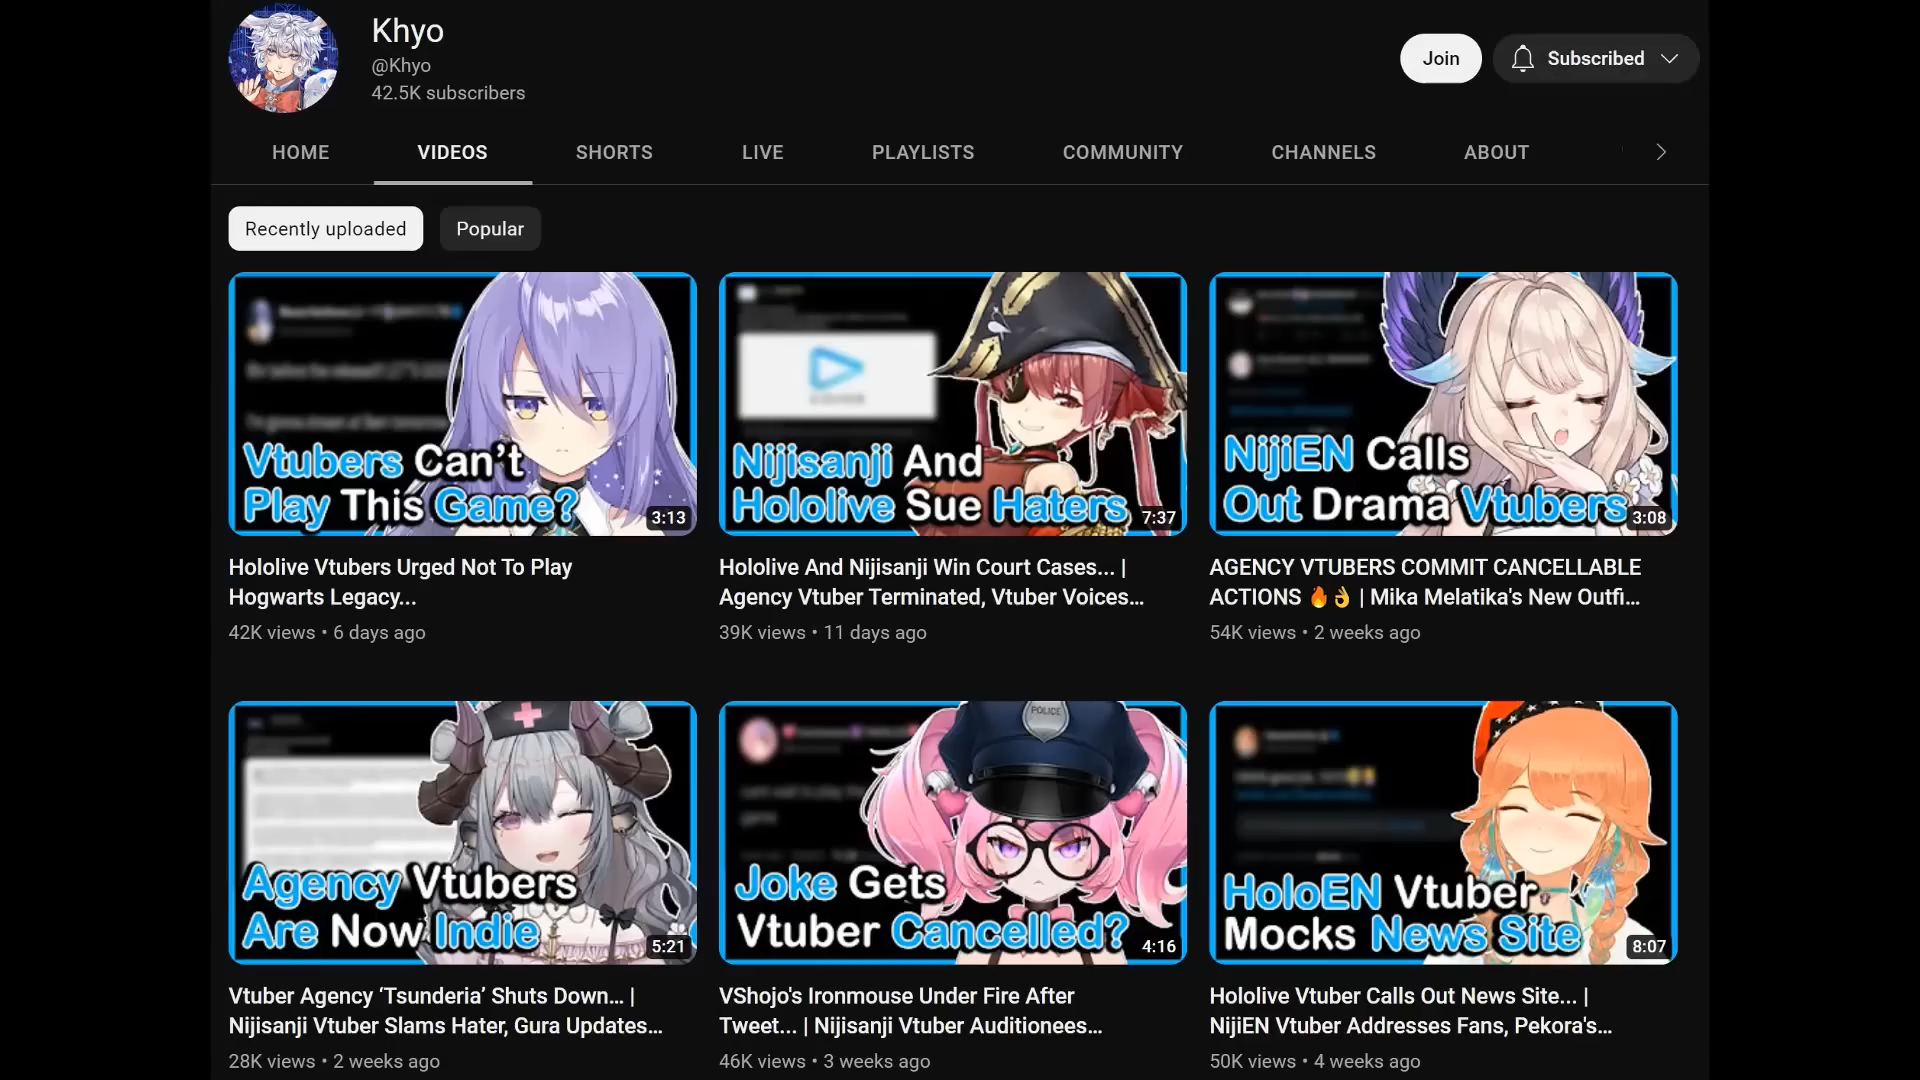 Khyo
@Khyo
42.5K subscribers
Join
Subscribed
HOME
VIDEOS
SHORTS
LIVE
PLAYLISTS
COMMUNITY
CHANNELS
ABOUT
Recently uploaded
Popular
Vtubers Can't
Play This Game?
3:13
Nijisanji And
Hololive Sue Haters
7:37
NijiEN Calls
Out Drama Vtubers
3:08
Hololive Vtubers Urged Not To Play
Hogwarts Legacy...
42K views • 6 days ago
Hololive And Nijisanji Win Court Cases... |
Agency Vtuber Terminated, Vtuber Voices...
39K views • 11 days ago
AGENCY VTUBERS COMMIT CANCELLABLE
ACTIONS 🔥👌 | Mika Melatika's New Outfi...
54K views • 2 weeks ago
Agency Vtubers
Are Now Indie
5:21
POLICE
Joke Gets
Vtuber Cancelled?
4:16
HoloEN Vtuber
Mocks News Site
8:07
Vtuber Agency ‘Tsunderia’ Shuts Down... |
Nijisanji Vtuber Slams Hater, Gura Updates...
28K views • 2 weeks ago
VShojo's Ironmouse Under Fire After
Tweet... | Nijisanji Vtuber Auditionees...
46K views • 3 weeks ago
Hololive Vtuber Calls Out News Site... |
NijiEN Vtuber Addresses Fans, Pekora's...
50K views • 4 weeks ago